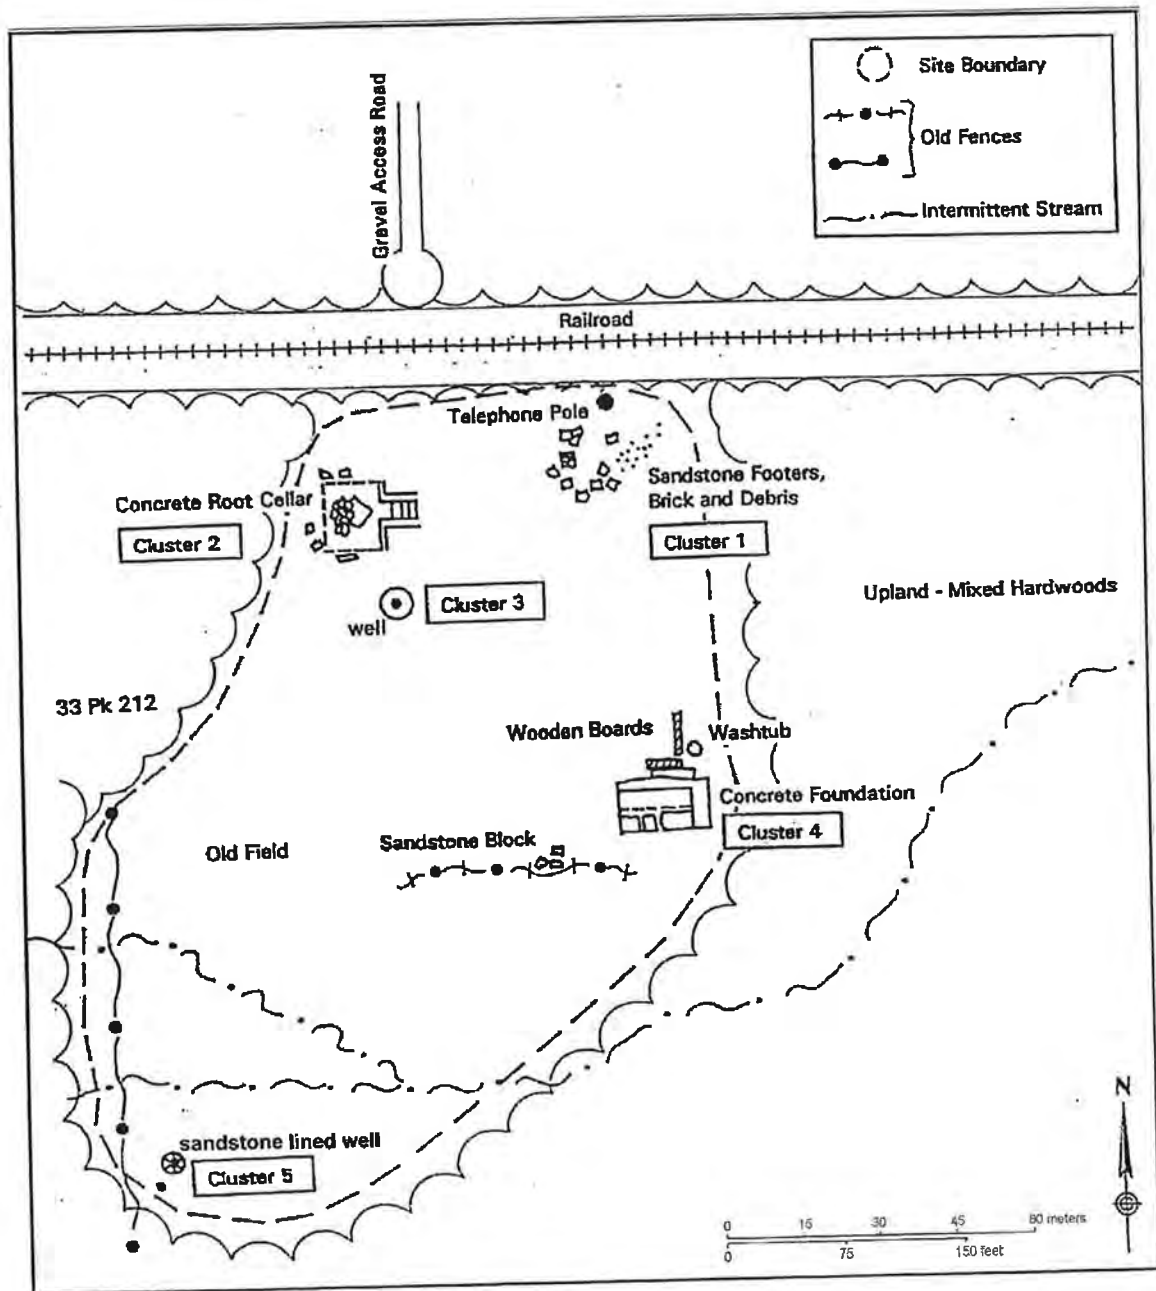 Site Boundary
Old Fences
Intermittent Stream
Gravel Access Road
Railroad
Telephone Pole
Sandstone Footers,
Brick and Debris
Cluster 1
Concrete Root Cellar
Cluster 2
Cluster 3
well
Upland - Mixed Hardwoods
33 Pk 212
Wooden Boards
Washtub
Concrete Foundation
Cluster 4
Old Field
Sandstone Block
sandstone lined well
Cluster 5
N
0 15 30 45 60 meters
0 75 150 feet